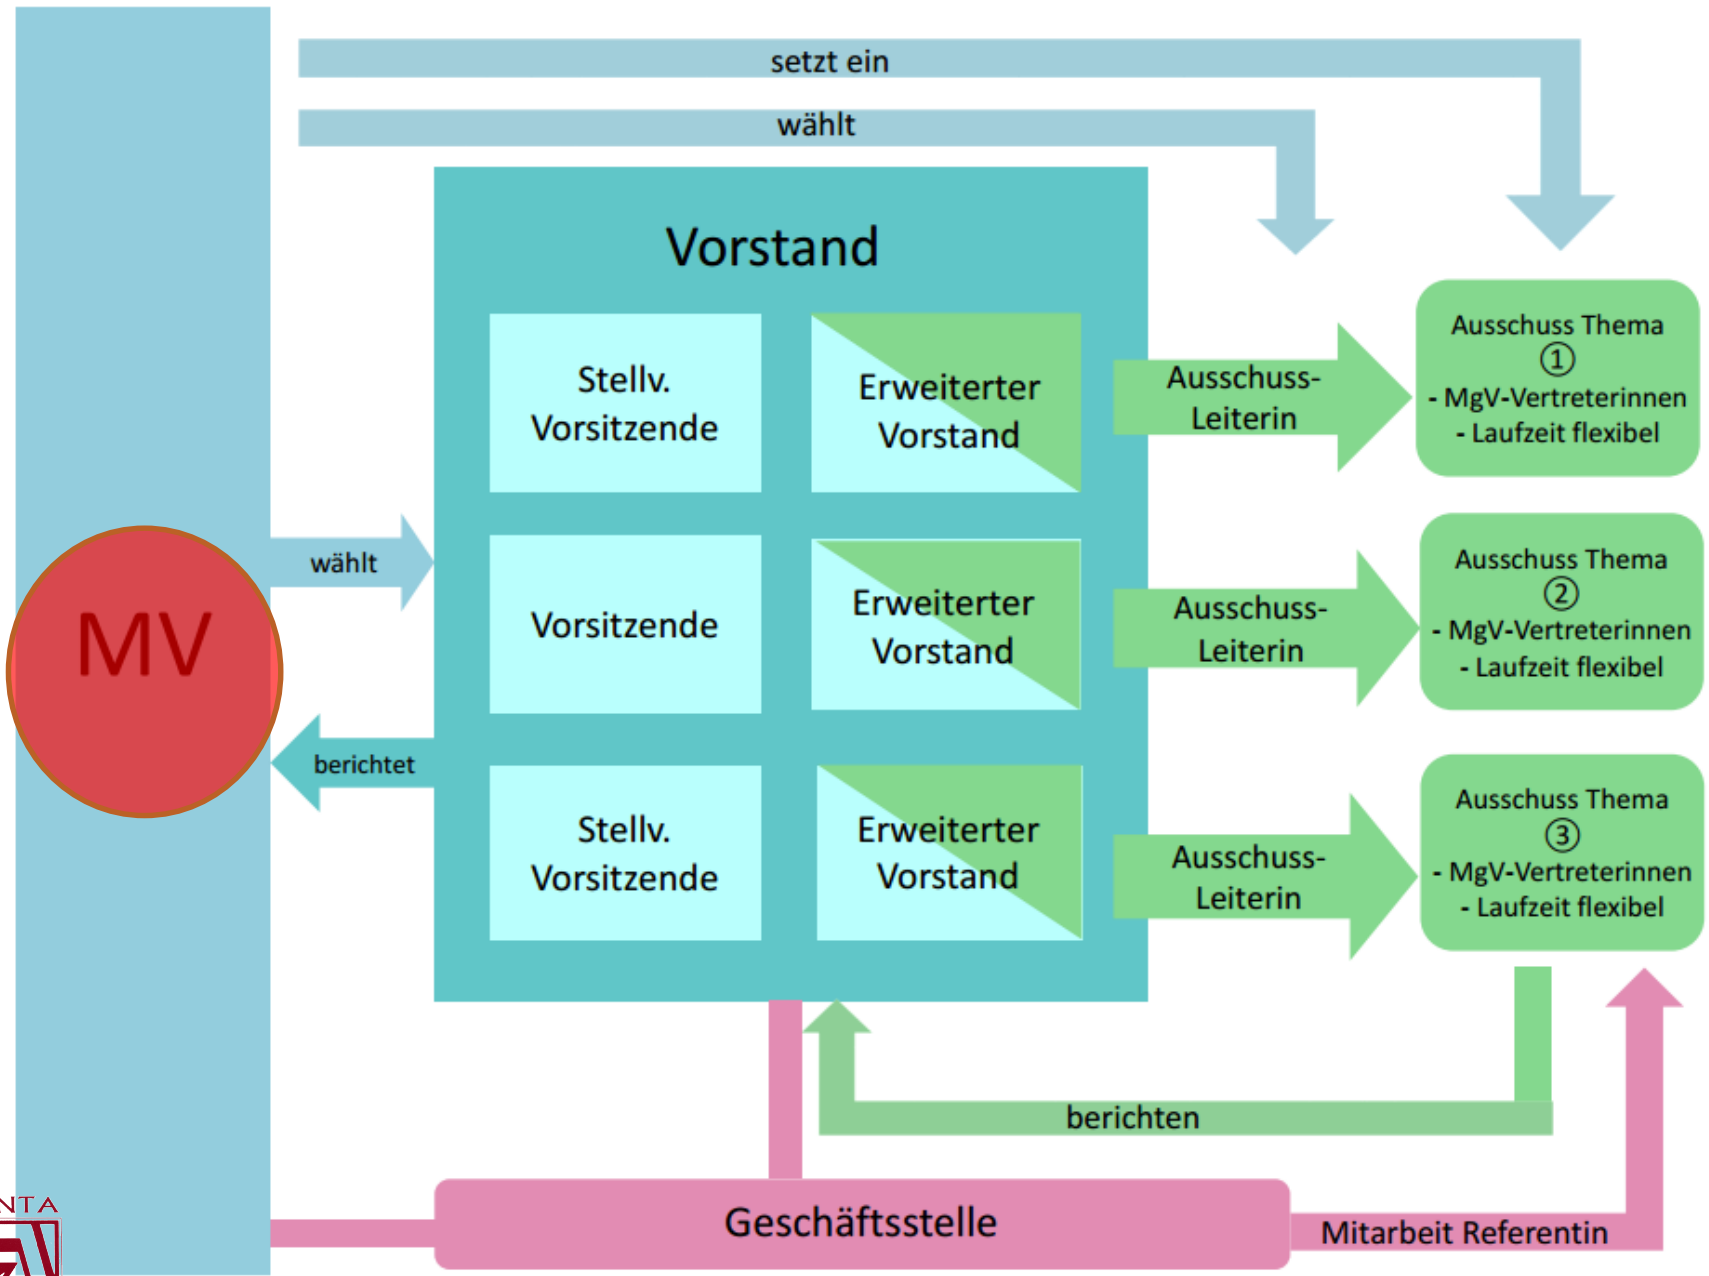 setzt ein
wählt
Vorstand
Stellv.
Vorsitzende
Erweiterter
Vorstand
Ausschuss-
Leiterin
Ausschuss Thema
①
- MgV-Vertreterinnen
- Laufzeit flexibel
wählt
MV
Vorsitzende
Erweiterter
Vorstand
Ausschuss-
Leiterin
Ausschuss Thema
②
- MgV-Vertreterinnen
- Laufzeit flexibel
berichtet
Stellv.
Vorsitzende
Erweiterter
Vorstand
Ausschuss-
Leiterin
Ausschuss Thema
③
- MgV-Vertreterinnen
- Laufzeit flexibel
berichten
Geschäftsstelle
Mitarbeit Referentin